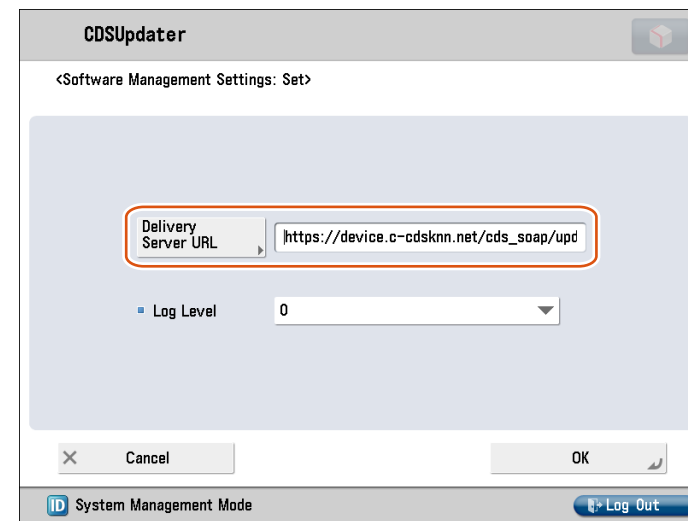 CDSUpdater
<Software Management Settings: Set>
Delivery
Server URL
https://device.c-cdsknn.net/cds_soap/upd
Log Level
0
Cancel
OK
ID System Management Mode
Log Out